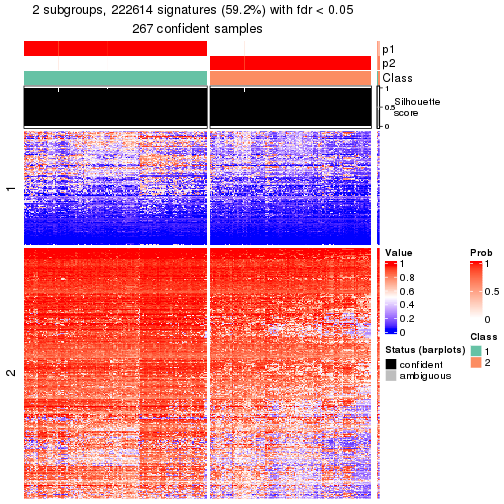 2 subgroups, 222614 signatures (59.2%) with fdr < 0.05
267 confident samples
p1
p2
Class
1
0.5
0
Silhouette
score
1
2
Value
1
0.8
0.6
0.4
0.2
0
Prob
1
0.5
0
Status (barplots)
confident
ambiguous
Class
1
2